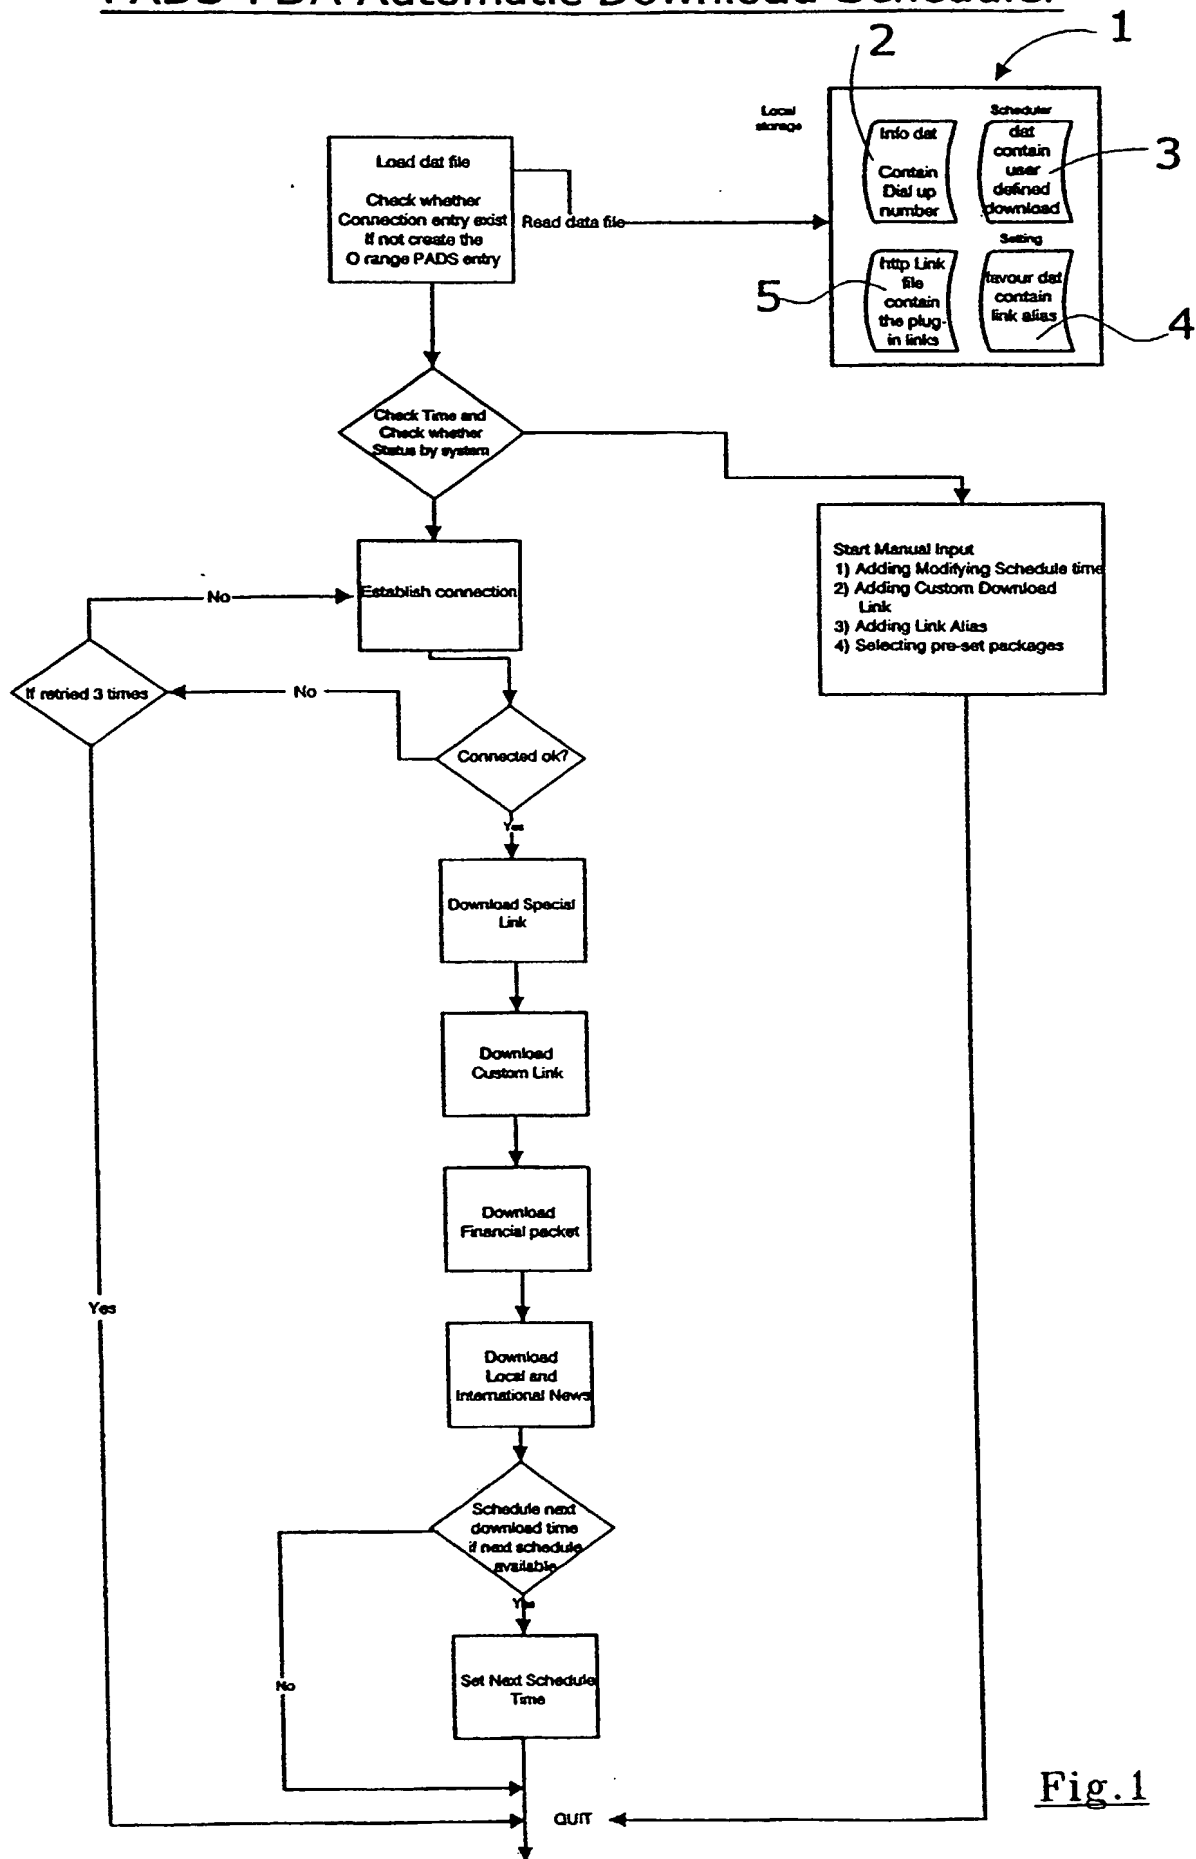 PADS-PDA Automatic Download Scheduler
1
2
3
4
5
Local
storage
Info dat
Contain
Dial up
number
Scheduler
dat
contain
user
defined
download
http Link
file
contain
the plug-
in links
Setting
favour dat
contain
link alias
Load dat file
Check whether
Connection entry exist
If not create the
O range PADS entry
Read data file
Check Time and
Check whether
Status by system
Start Manual Input
1) Adding Modifying Schedule time
2) Adding Custom Download
Link
3) Adding Link Alias
4) Selecting pre-set packages
Establish connection
No
If retried 3 times
No
Connected ok?
Yes
Download Special
Link
Download
Custom Link
Download
Financial packet
Download
Local and
International News
Yes
Schedule next
download time
if next schedule
available
Yes
Set Next Schedule
Time
No
QUIT
Fig.1